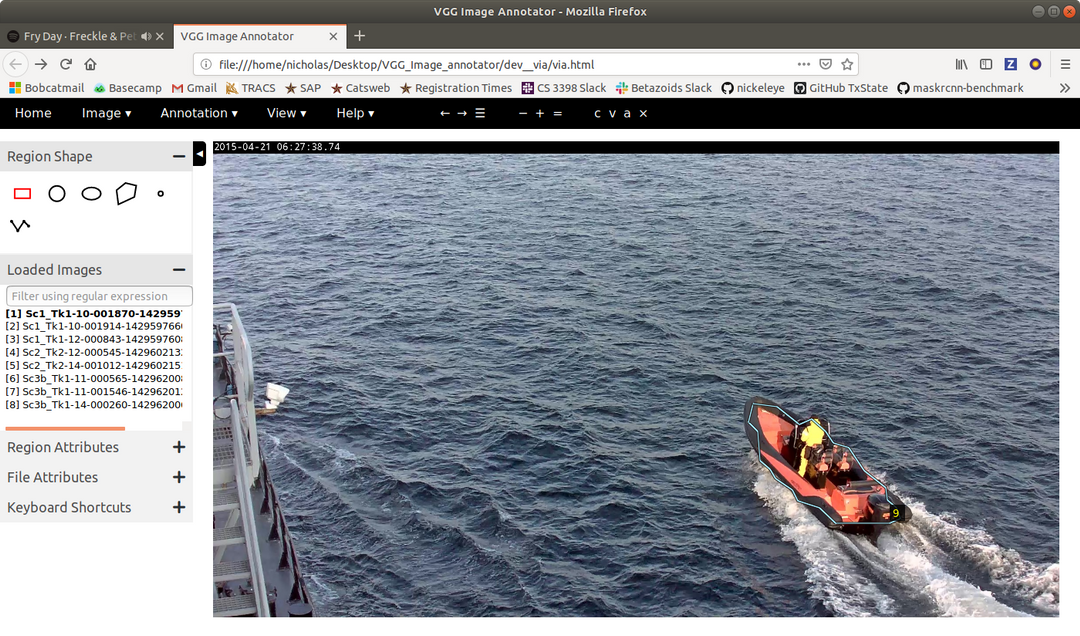 VGG Image Annotator - Mozilla Firefox
Fry Day · Freckle & Pe
VGG Image Annotator
file:///home/nicholas/Desktop/VGG_Image_annotator/dev__via/via.html
Bobcatmail Basecamp Gmail TRACS SAP Catsweb Registration Times CS 3398 Slack Betazoids Slack nickeleye GitHub TxState maskrcnn-benchmark
Home Image ▾ Annotation ▾ View ▾ Help ▾ ← → ☰ − + = c v a ×
Region Shape −
2015-04-21 06:27:38.74
Loaded Images −
Filter using regular expression
[1] Sc1_Tk1-10-001870-142959
[2] Sc1_Tk1-10-001914-142959766
[3] Sc1_Tk1-12-000843-142959760
[4] Sc2_Tk2-12-000545-142960213
[5] Sc2_Tk2-14-001012-142960215
[6] Sc3b_Tk1-11-000565-14296200
[7] Sc3b_Tk1-11-001546-14296201
[8] Sc3b_Tk1-14-000260-14296200
9
Region Attributes +
File Attributes +
Keyboard Shortcuts +